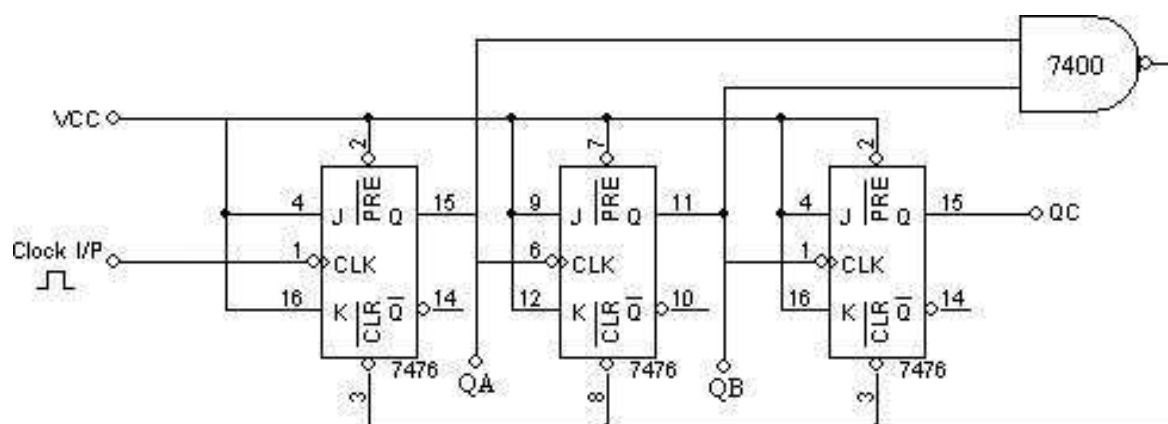 7400
VCC
2
7
2
4
J
PRE
Q
15
9
J
PRE
Q
11
4
J
PRE
Q
15
QC
Clock I/P
1
CLK
6
CLK
1
CLK
16
K
CLR
Q
14
12
K
CLR
Q
10
16
K
CLR
Q
14
7476
QA
7476
QB
7476
3
8
3